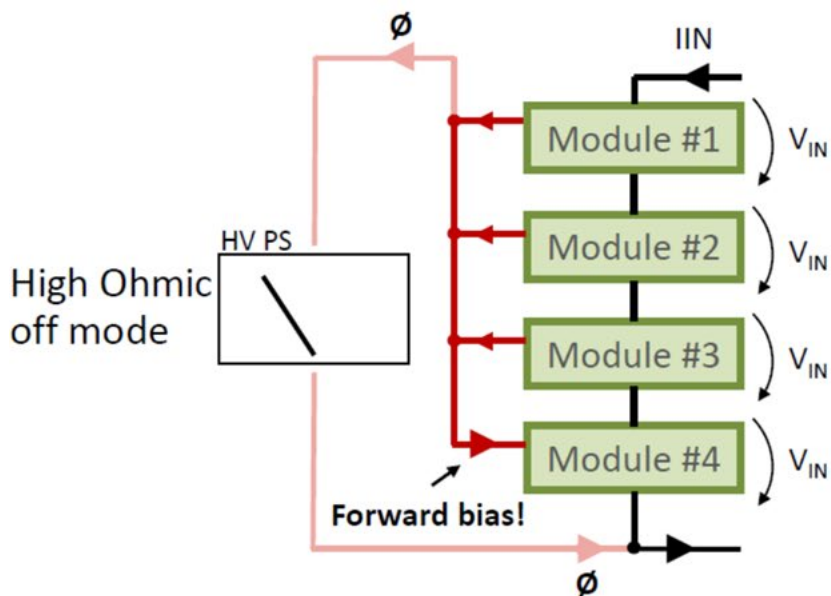 Ø
IIN
Module #1
VIN
HV PS
High Ohmic
off mode
Module #2
VIN
Module #3
VIN
Module #4
VIN
Forward bias!
Ø